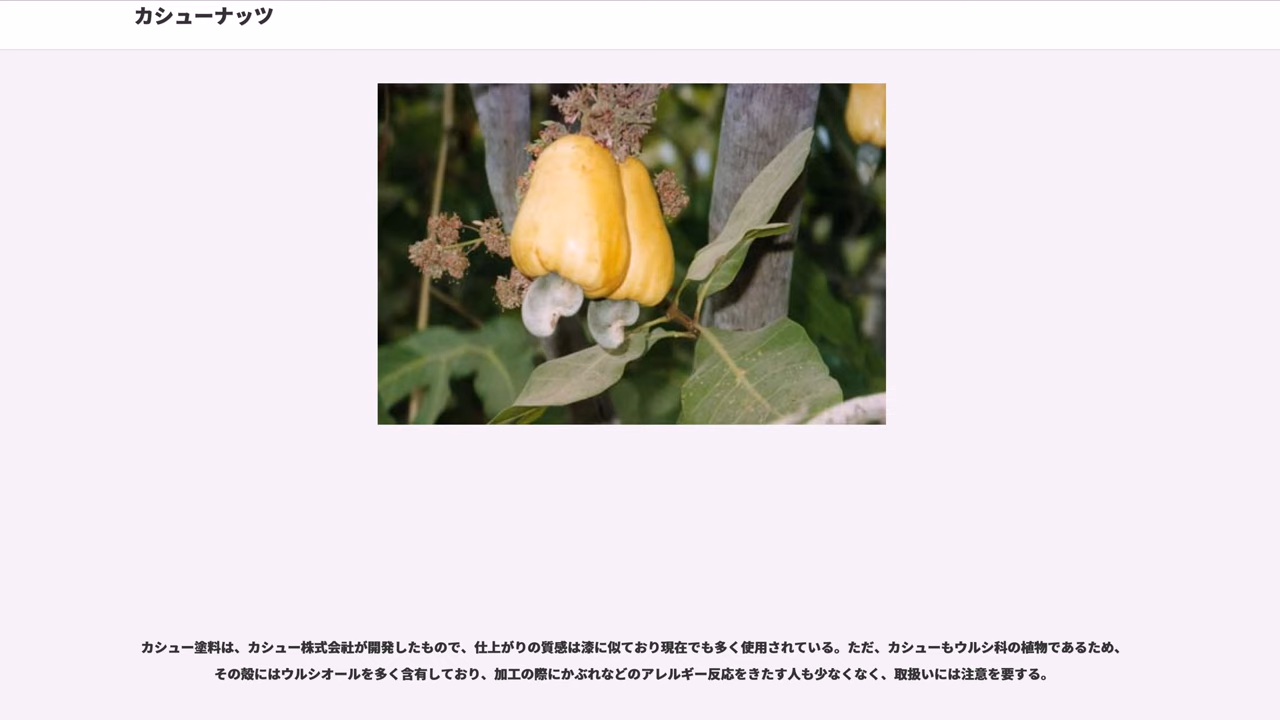 カシューナッツ
カシュー塗料は、カシュー株式会社が開発したもので、仕上がりの質感は漆に似ており現在でも多く使用されている。ただ、カシューもウルシ科の植物であるため、
その殻にはウルシオールを多く含有しており、加工の際にかぶれなどのアレルギー反応をきたす人も少なくなく、取扱いには注意を要する。